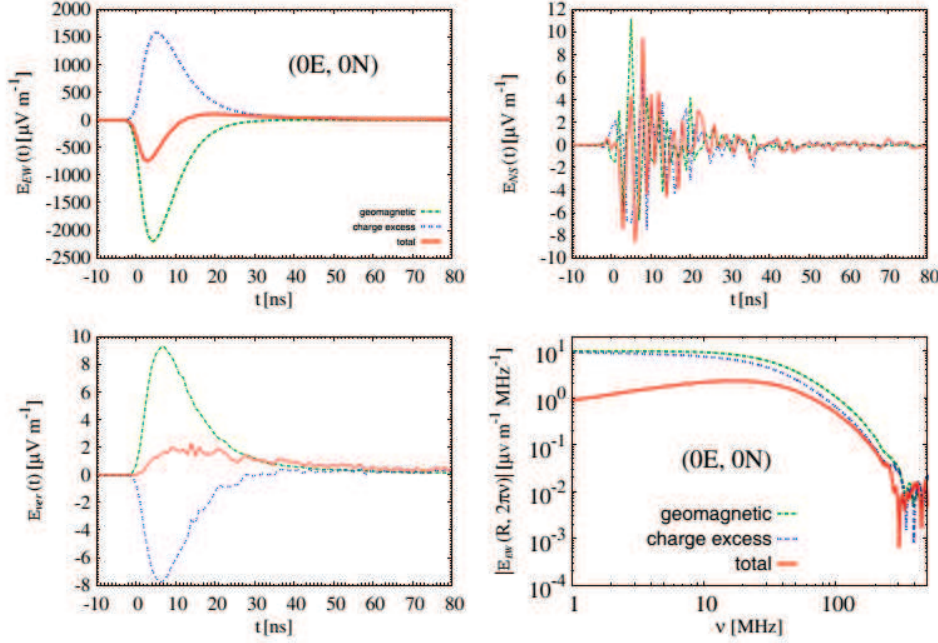 2000
1500
1000
500
0
-500
-1000
-1500
-2000
-2500
-10 0 10 20 30 40 50 60 70 80
t [ns]
E_EW (t) [μV m⁻¹]
(0E, 0N)
geomagnetic
charge excess
total
12
10
8
6
4
2
0
-2
-4
-6
-8
-10
-10 0 10 20 30 40 50 60 70 80
t [ns]
E_NS (t) [μV m⁻¹]
10
8
6
4
2
0
-2
-4
-6
-8
-10 0 10 20 30 40 50 60 70 80
t [ns]
E_ver (t) [μV m⁻¹]
10¹
10⁰
10⁻¹
10⁻²
10⁻³
10⁻⁴
1 10 100
ν [MHz]
|E_EW (R, 2πν)| [μv m⁻¹ MHz⁻¹]
(0E, 0N)
geomagnetic
charge excess
total